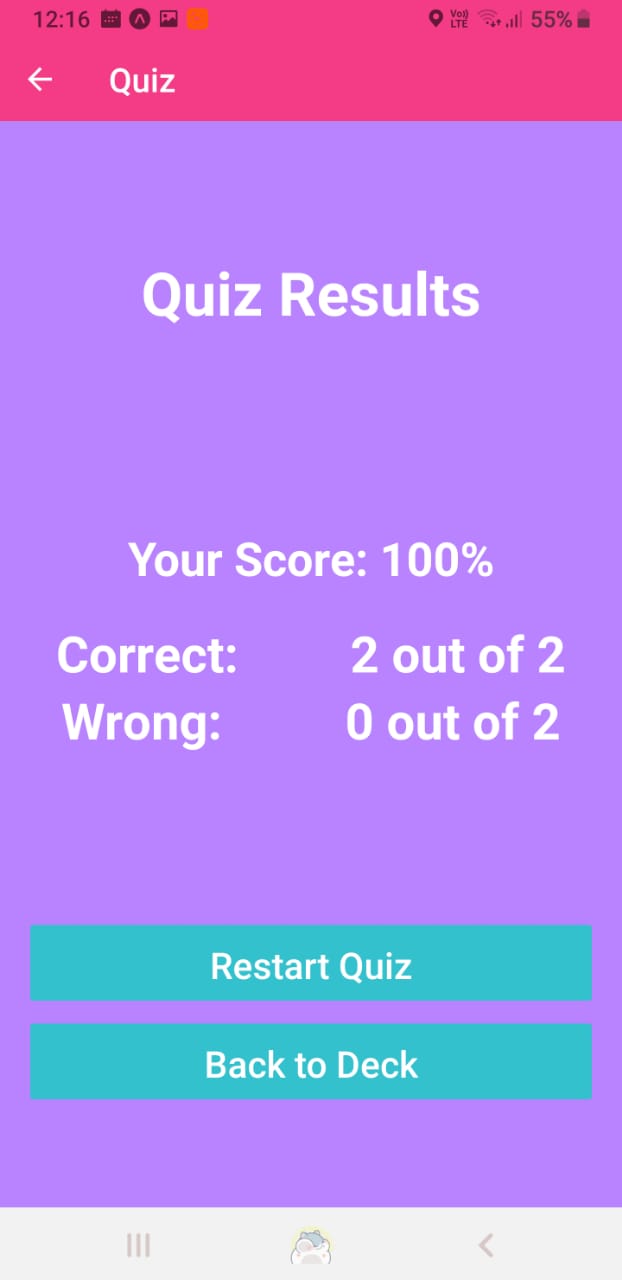 12:16 Vo)) LTE 55%
Quiz
Quiz Results
Your Score: 100%
Correct: 2 out of 2
Wrong: 0 out of 2
Restart Quiz
Back to Deck